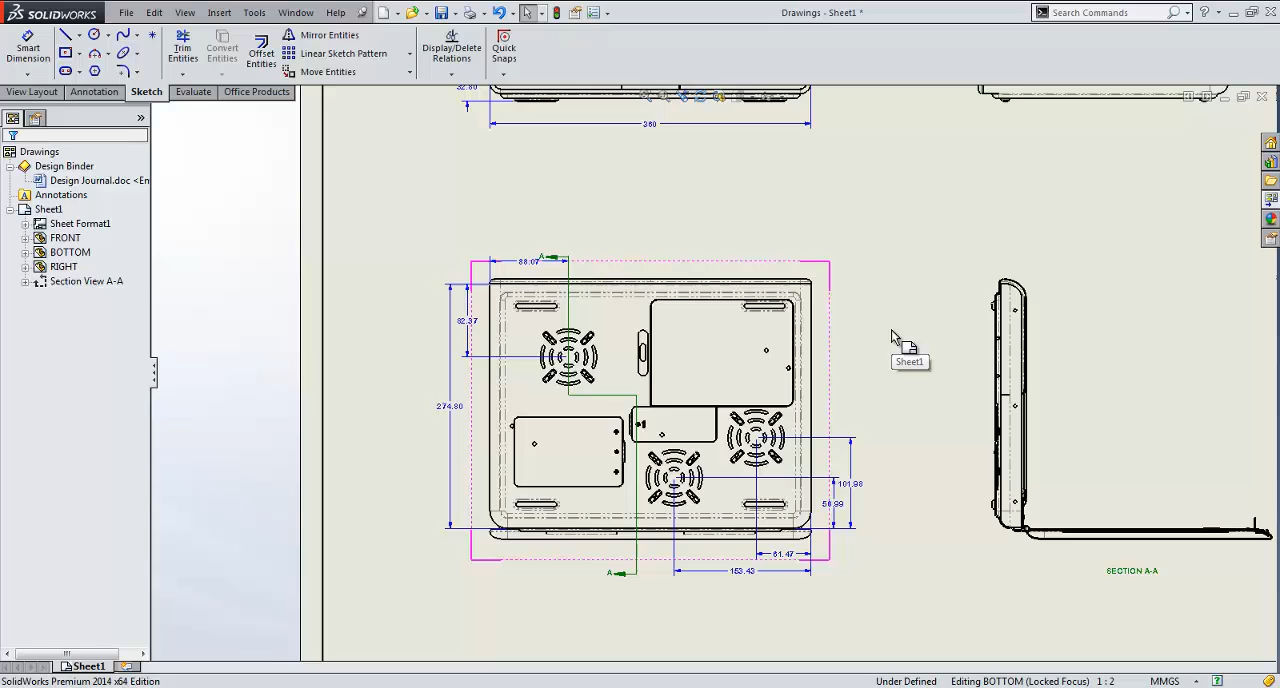 SOLIDWORKS File Edit View Insert Tools Window Help Drawings - Sheet1 * Search Commands
Smart Dimension
Trim Entities
Convert Entities
Offset Entities
Mirror Entities
Linear Sketch Pattern
Move Entities
Display/Delete Relations
Quick Snaps
View Layout Annotation Sketch Evaluate Office Products
Drawings
Design Binder
Design Journal.doc <En
Annotations
Sheet1
Sheet Format1
FRONT
BOTTOM
RIGHT
Section View A-A
32.80
360
A
88.07
82.37
274.80
101.98
58.99
61.47
153.43
A
Sheet1
SECTION A-A
Sheet1
SolidWorks Premium 2014 x64 Edition Under Defined Editing BOTTOM (Locked Focus) 1 : 2 MMGS